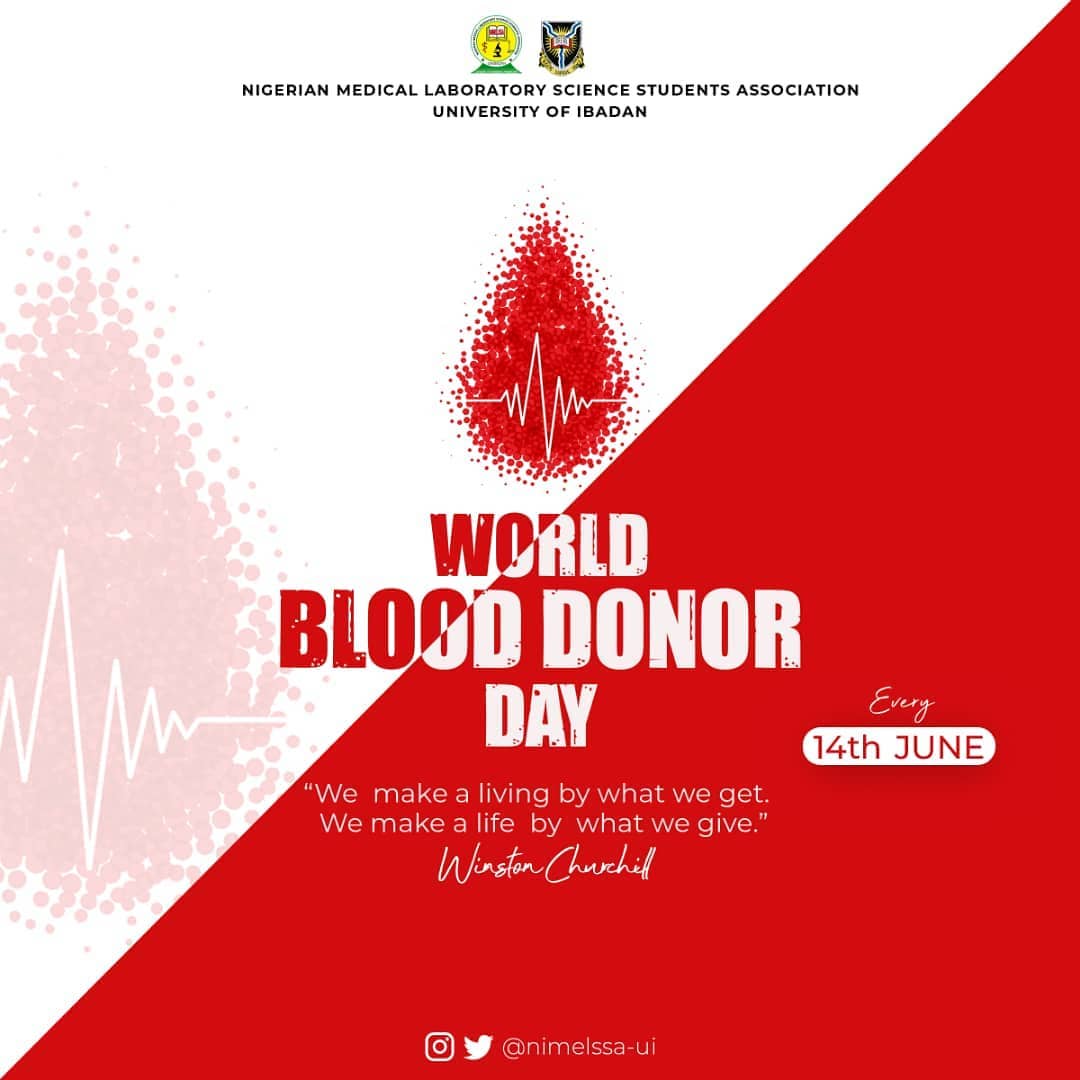 NIGERIAN MEDICAL LABORATORY SCIENCE STUDENTS ASSOCIATION
UNIVERSITY OF IBADAN
WORLD
BLOOD DONOR
DAY
Every
14th JUNE
“We make a living by what we get.
We make a life by what we give.”
Winston Churchill
@nimelssa-ui